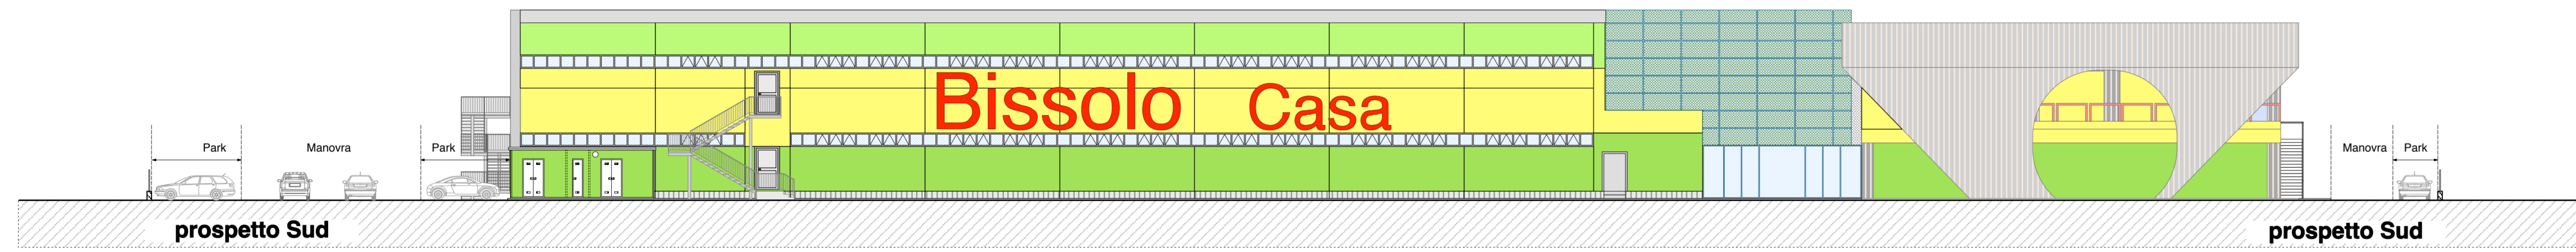 Bissolo Casa
Park Manovra Park Manovra Park
prospetto Sud prospetto Sud